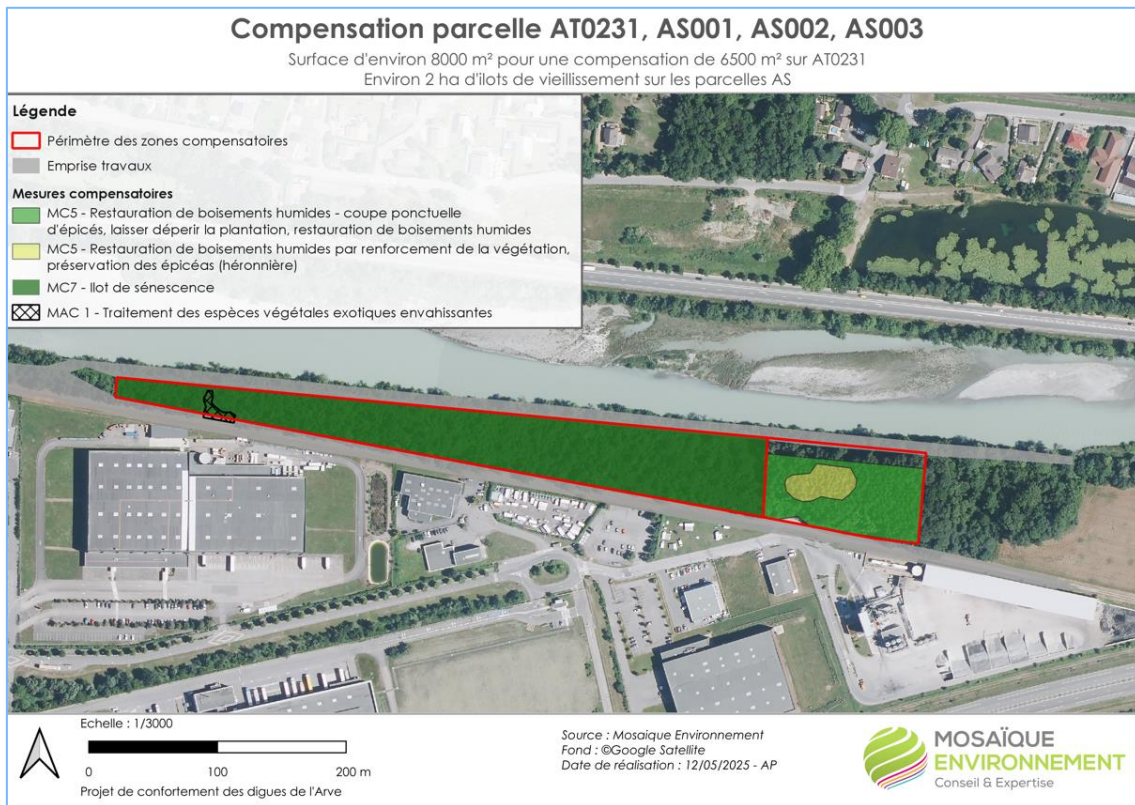 Compensation parcelle AT0231, AS001, AS002, AS003
Surface d'environ 8000 m² pour une compensation de 6500 m² sur AT0231
Environ 2 ha d'ilots de vieillissement sur les parcelles AS
Légende
Périmètre des zones compensatoires
Emprise travaux
Mesures compensatoires
MC5 - Restauration de boisements humides - coupe ponctuelle
d'épicés, laisser déperir la plantation, restauration de boisements humides
MC5 - Restauration de boisements humides par renforcement de la végétation,
préservation des épicéas (héronnière)
MC7 - Ilot de sénescence
MAC 1 - Traitement des espèces végétales exotiques envahissantes
Echelle : 1/3000
0 100 200 m
Projet de confortement des digues de l'Arve
Source : Mosaique Environnement
Fond : ©Google Satellite
Date de réalisation : 12/05/2025 - AP
MOSAÏQUE
ENVIRONNEMENT
Conseil & Expertise